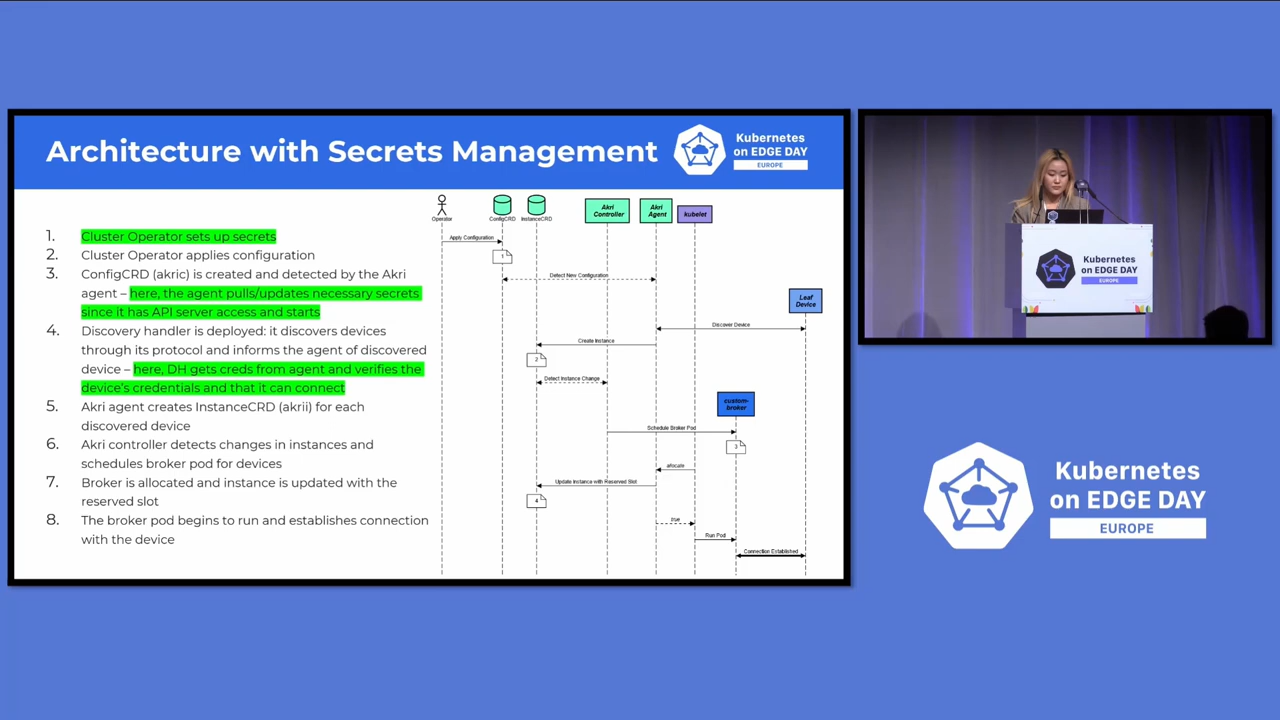 Architecture with Secrets Management
Kubernetes
on EDGE DAY
EUROPE
1. Cluster Operator sets up secrets
2. Cluster Operator applies configuration
3. ConfigCRD (akric) is created and detected by the Akri
agent – here, the agent pulls/updates necessary secrets
since it has API server access and starts
4. Discovery handler is deployed: it discovers devices
through its protocol and informs the agent of discovered
device – here, DH gets creds from agent and verifies the
device's credentials and that it can connect
5. Akri agent creates InstanceCRD (akrii) for each
discovered device
6. Akri controller detects changes in instances and
schedules broker pod for devices
7. Broker is allocated and instance is updated with the
reserved slot
8. The broker pod begins to run and establishes connection
with the device
Operator
ConfigCRD
InstanceCRD
Akri
Controller
Akri
Agent
kubelet
Apply Configuration
1
Detect New Configuration
Leaf
Device
Discover Device
Create Instance
2
Detect Instance Change
custom-
broker
Schedule Broker Pod
3
allocate
Update Instance with Reserved Slot
4
true
Run Pod
Connection Established
Kubernetes
on EDGE DAY
EUROPE
Kubernetes
on EDGE DAY
EUROPE